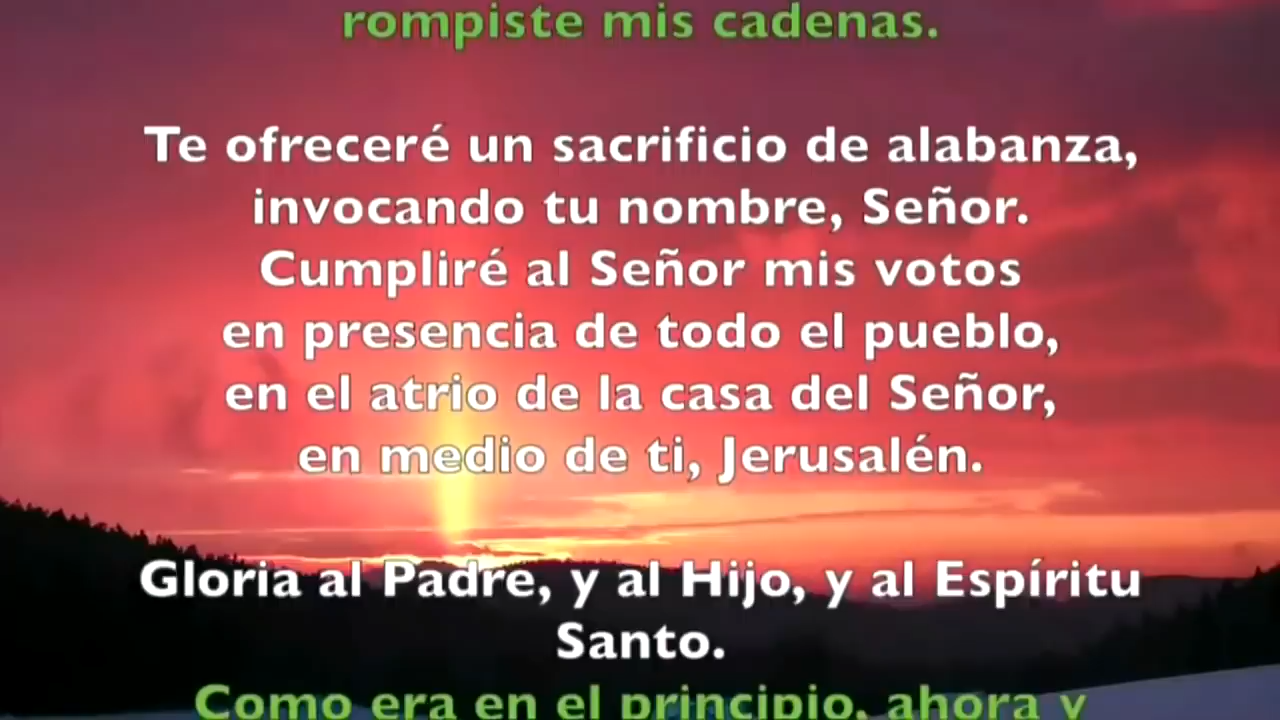 rompiste mis cadenas.
Te ofreceré un sacrificio de alabanza,
invocando tu nombre, Señor.
Cumpliré al Señor mis votos
en presencia de todo el pueblo,
en el atrio de la casa del Señor,
en medio de ti, Jerusalén.
Gloria al Padre, y al Hijo, y al Espíritu
Santo.
Como era en el principio, ahora y